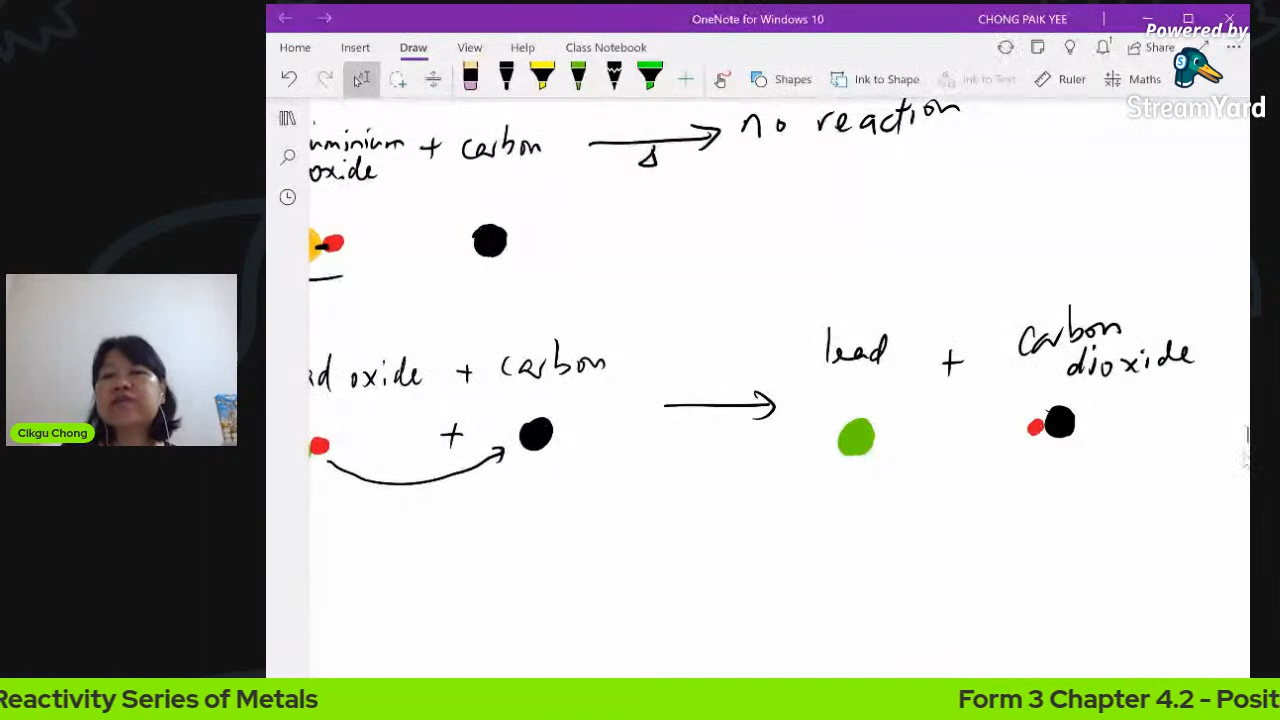 OneNote for Windows 10
CHONG PAIK YEE
Powered by
StreamYard
Home Insert Draw View Help Class Notebook Share
Shapes Ink to Shape Ink to Text Ruler Maths
uminium + carbon → Δ no reaction
oxide
d oxide + carbon → lead + carbon
dioxide
+
Cikgu Chong
Reactivity Series of Metals
Form 3 Chapter 4.2 - Posit